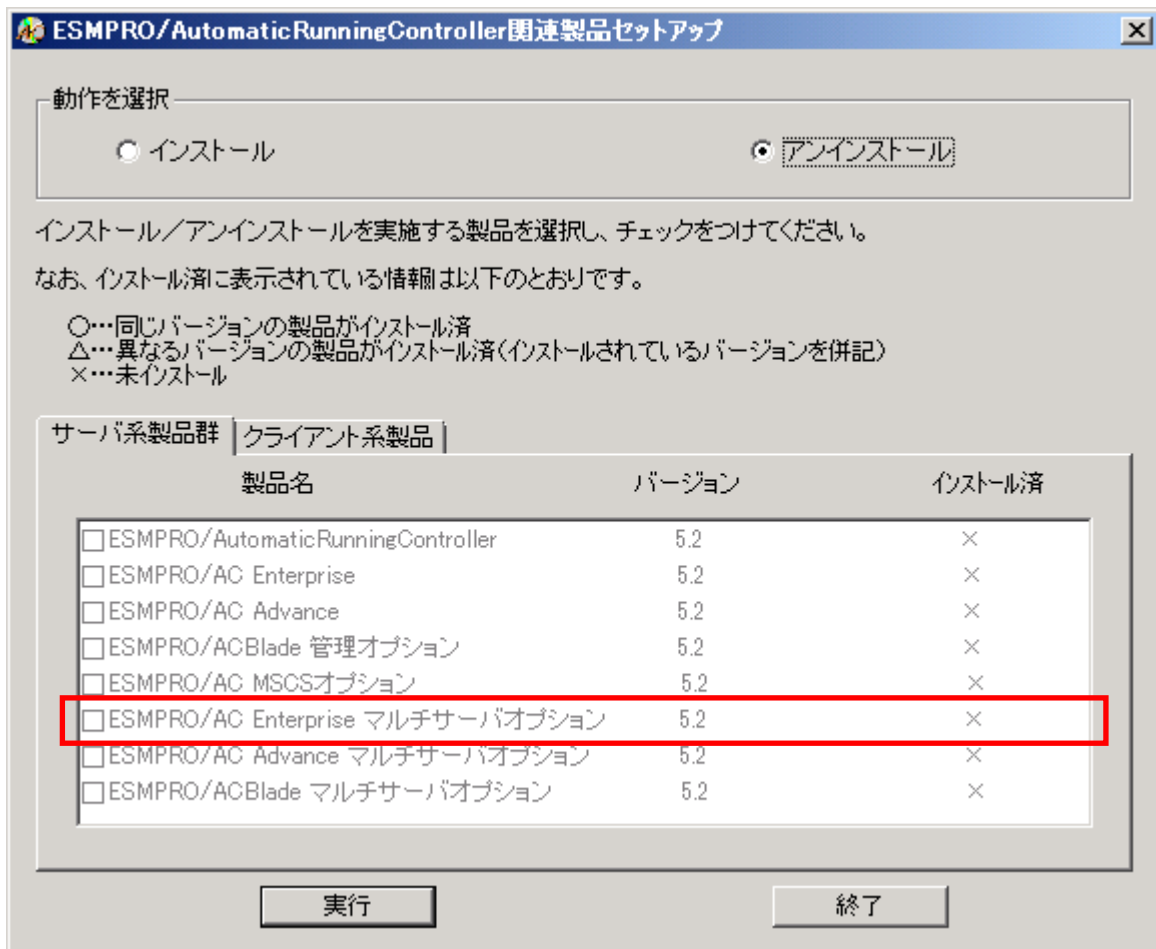 ESMPRO/AutomaticRunningController関連製品セットアップ
動作を選択
インストール アンインストール
インストール／アンインストールを実施する製品を選択し、チェックをつけてください。
なお、インストール済に表示されている情報は以下のとおりです。
○…同じバージョンの製品がインストール済
△…異なるバージョンの製品がインストール済(インストールされているバージョンを併記)
×…未インストール
サーバ系製品群 クライアント系製品
製品名 バージョン インストール済
ESMPRO/AutomaticRunningController 5.2 ×
ESMPRO/AC Enterprise 5.2 ×
ESMPRO/AC Advance 5.2 ×
ESMPRO/ACBlade 管理オプション 5.2 ×
ESMPRO/AC MSCSオプション 5.2 ×
ESMPRO/AC Enterprise マルチサーバオプション 5.2 ×
ESMPRO/AC Advance マルチサーバオプション 5.2 ×
ESMPRO/ACBlade マルチサーバオプション 5.2 ×
実行 終了